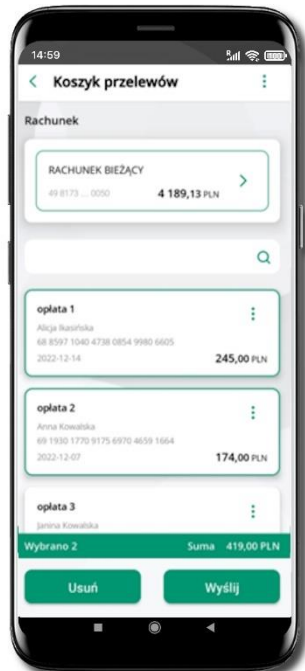 14:59
Koszyk przelewów
Rachunek
RACHUNEK BIEŻĄCY
49 8173 ... 0050 4 189,13 PLN
opłata 1
Alicja Ikasińska
68 8597 1040 4738 0854 9980 6605
2022-12-14 245,00 PLN
opłata 2
Anna Kowalska
69 1930 1770 9175 6970 4659 1664
2022-12-07 174,00 PLN
opłata 3
Janina Kowalska
Wybrano 2 Suma 419,00 PLN
Usuń Wyślij